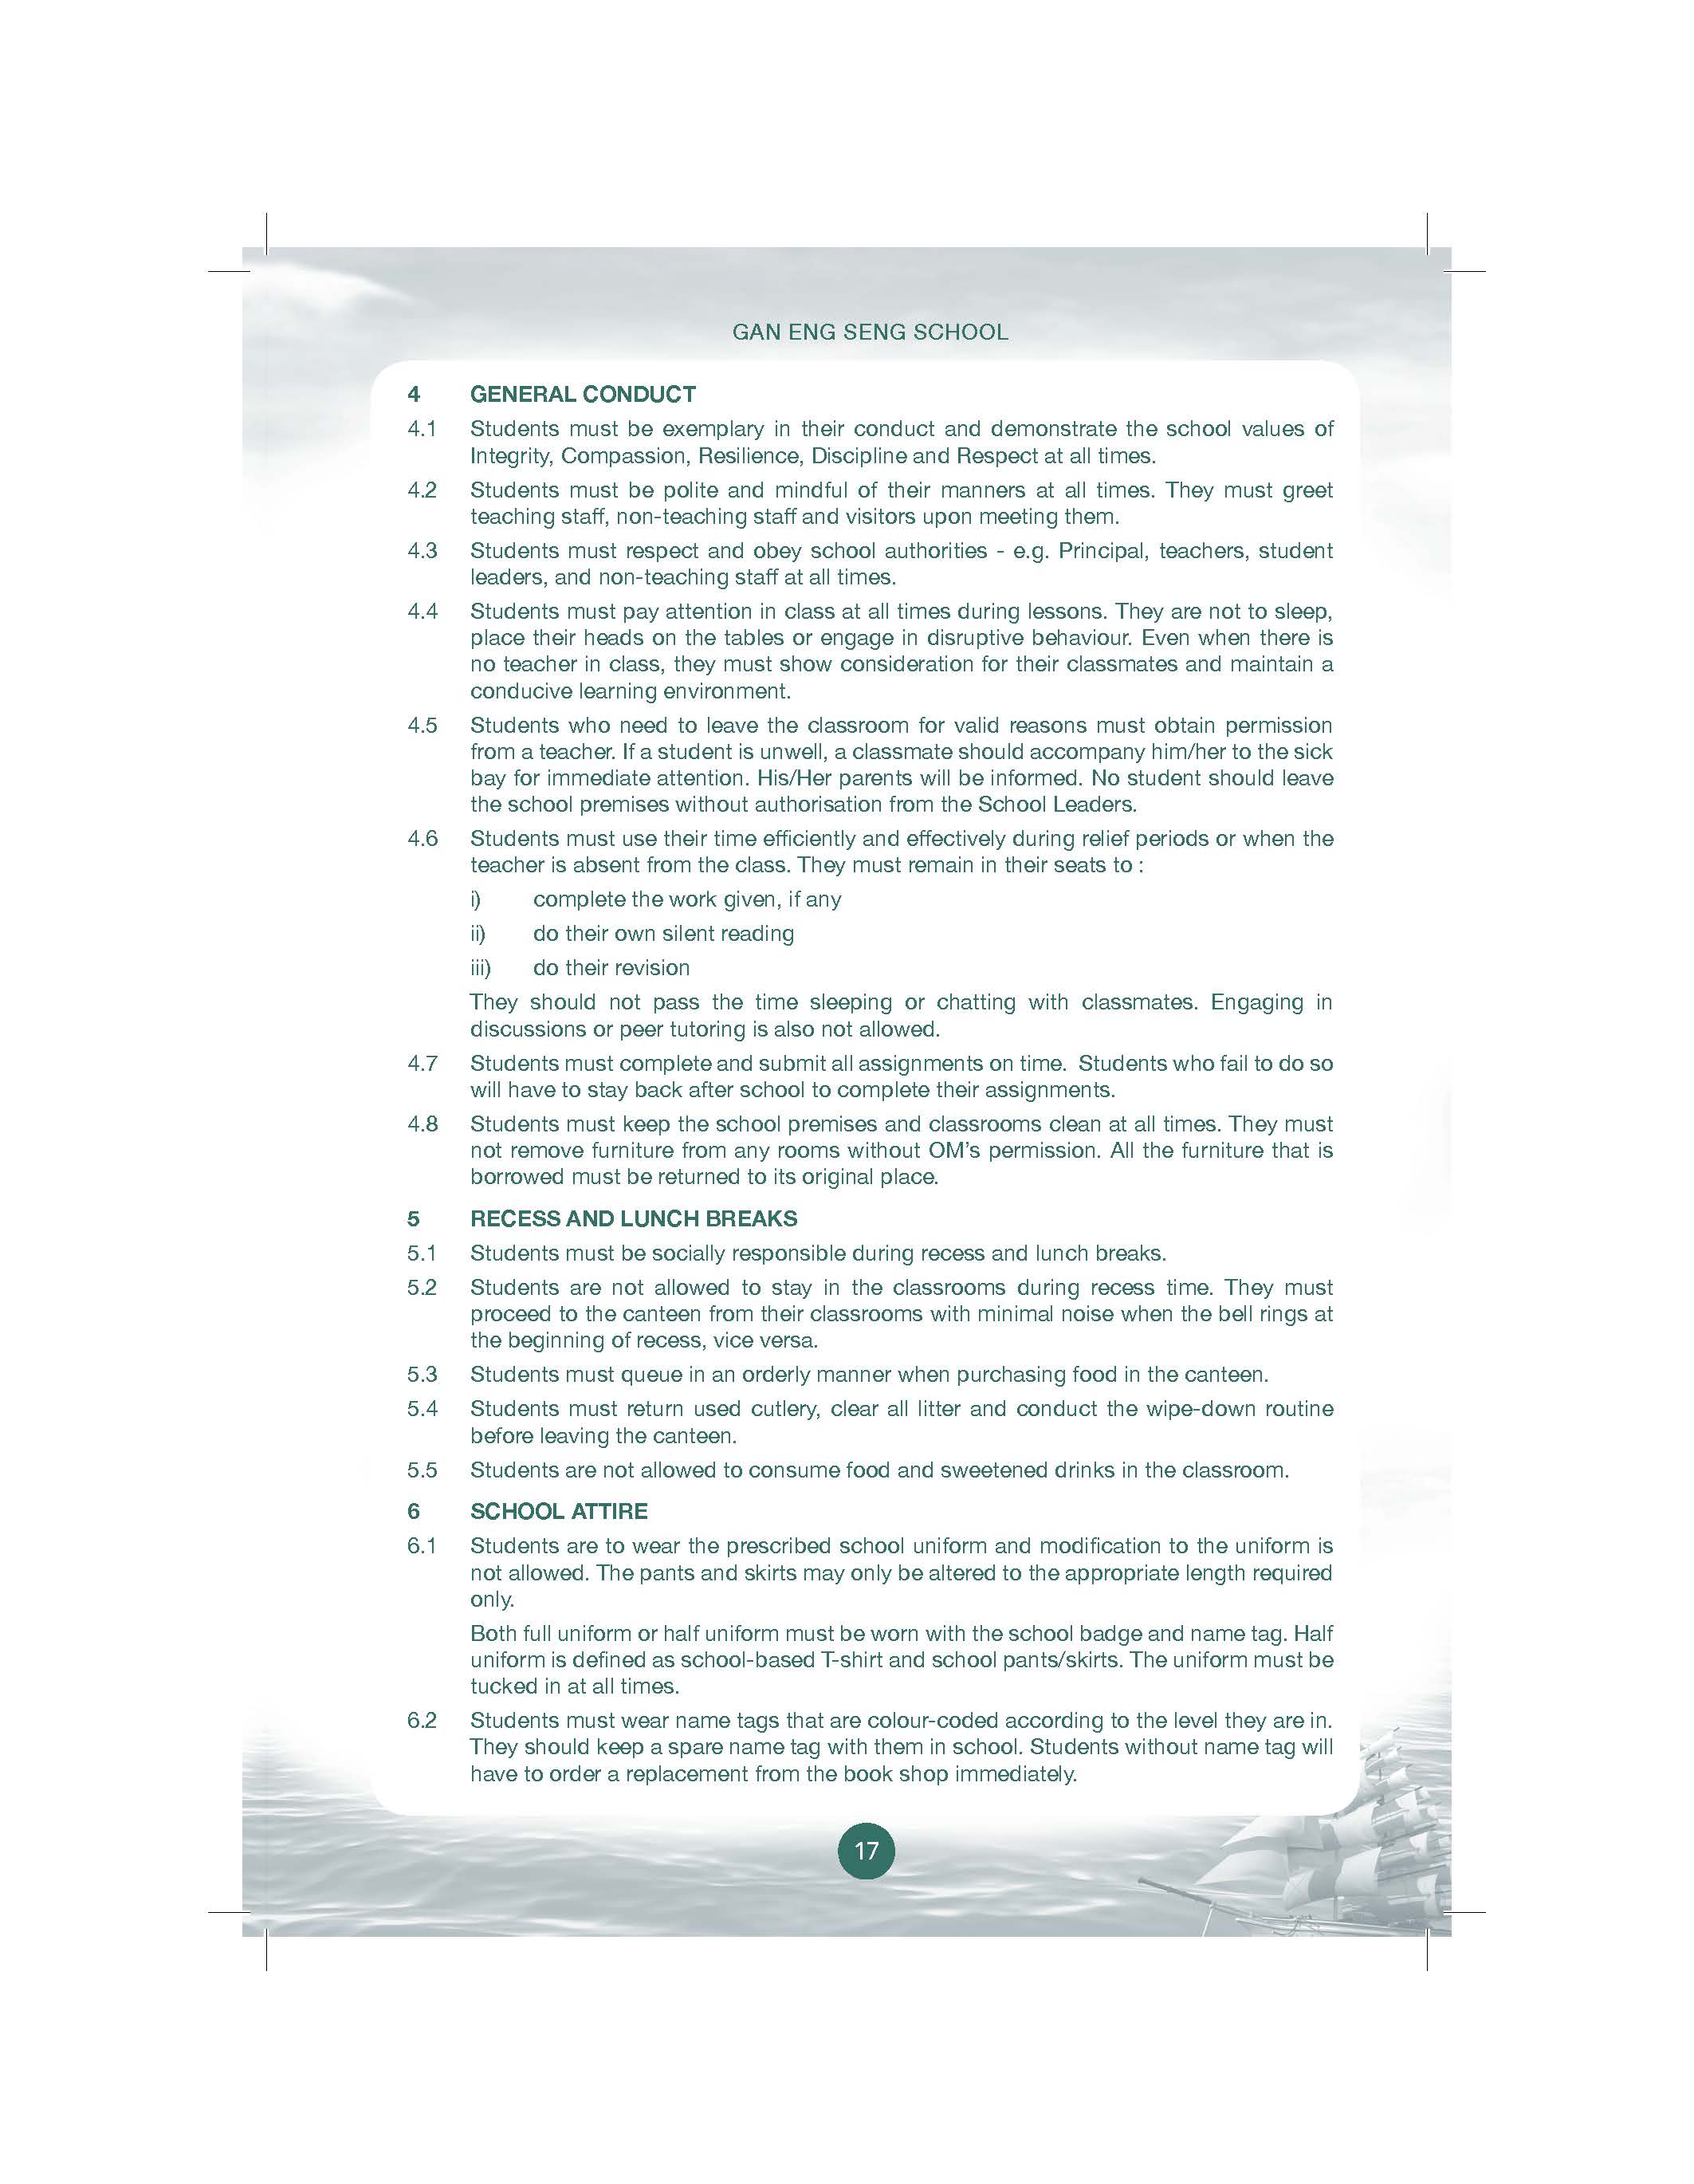 GAN ENG SENG SCHOOL
4 GENERAL CONDUCT
4.1 Students must be exemplary in their conduct and demonstrate the school values of
Integrity, Compassion, Resilience, Discipline and Respect at all times.
4.2 Students must be polite and mindful of their manners at all times. They must greet
teaching staff, non-teaching staff and visitors upon meeting them.
4.3 Students must respect and obey school authorities - e.g. Principal, teachers, student
leaders, and non-teaching staff at all times.
4.4 Students must pay attention in class at all times during lessons. They are not to sleep,
place their heads on the tables or engage in disruptive behaviour. Even when there is
no teacher in class, they must show consideration for their classmates and maintain a
conducive learning environment.
4.5 Students who need to leave the classroom for valid reasons must obtain permission
from a teacher. If a student is unwell, a classmate should accompany him/her to the sick
bay for immediate attention. His/Her parents will be informed. No student should leave
the school premises without authorisation from the School Leaders.
4.6 Students must use their time efficiently and effectively during relief periods or when the
teacher is absent from the class. They must remain in their seats to :
i) complete the work given, if any
ii) do their own silent reading
iii) do their revision
They should not pass the time sleeping or chatting with classmates. Engaging in
discussions or peer tutoring is also not allowed.
4.7 Students must complete and submit all assignments on time. Students who fail to do so
will have to stay back after school to complete their assignments.
4.8 Students must keep the school premises and classrooms clean at all times. They must
not remove furniture from any rooms without OM's permission. All the furniture that is
borrowed must be returned to its original place.
5 RECESS AND LUNCH BREAKS
5.1 Students must be socially responsible during recess and lunch breaks.
5.2 Students are not allowed to stay in the classrooms during recess time. They must
proceed to the canteen from their classrooms with minimal noise when the bell rings at
the beginning of recess, vice versa.
5.3 Students must queue in an orderly manner when purchasing food in the canteen.
5.4 Students must return used cutlery, clear all litter and conduct the wipe-down routine
before leaving the canteen.
5.5 Students are not allowed to consume food and sweetened drinks in the classroom.
6 SCHOOL ATTIRE
6.1 Students are to wear the prescribed school uniform and modification to the uniform is
not allowed. The pants and skirts may only be altered to the appropriate length required
only.
Both full uniform or half uniform must be worn with the school badge and name tag. Half
uniform is defined as school-based T-shirt and school pants/skirts. The uniform must be
tucked in at all times.
6.2 Students must wear name tags that are colour-coded according to the level they are in.
They should keep a spare name tag with them in school. Students without name tag will
have to order a replacement from the book shop immediately.
17